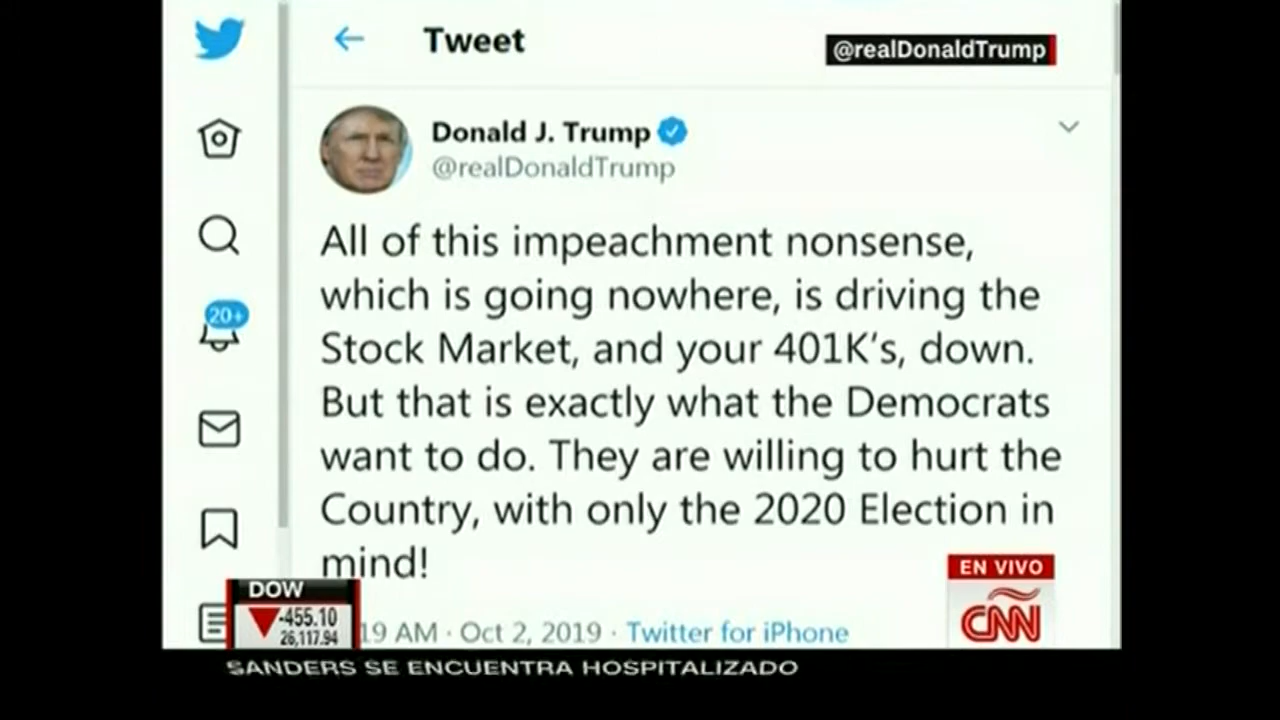 Tweet
@realDonaldTrump
Donald J. Trump
@realDonaldTrump
All of this impeachment nonsense,
which is going nowhere, is driving the
Stock Market, and your 401K's, down.
But that is exactly what the Democrats
want to do. They are willing to hurt the
Country, with only the 2020 Election in
mind!
20+
EN VIVO
CNN
DOW
-455.10
26,117.94
19 AM · Oct 2, 2019 · Twitter for iPhone
SANDERS SE ENCUENTRA HOSPITALIZADO